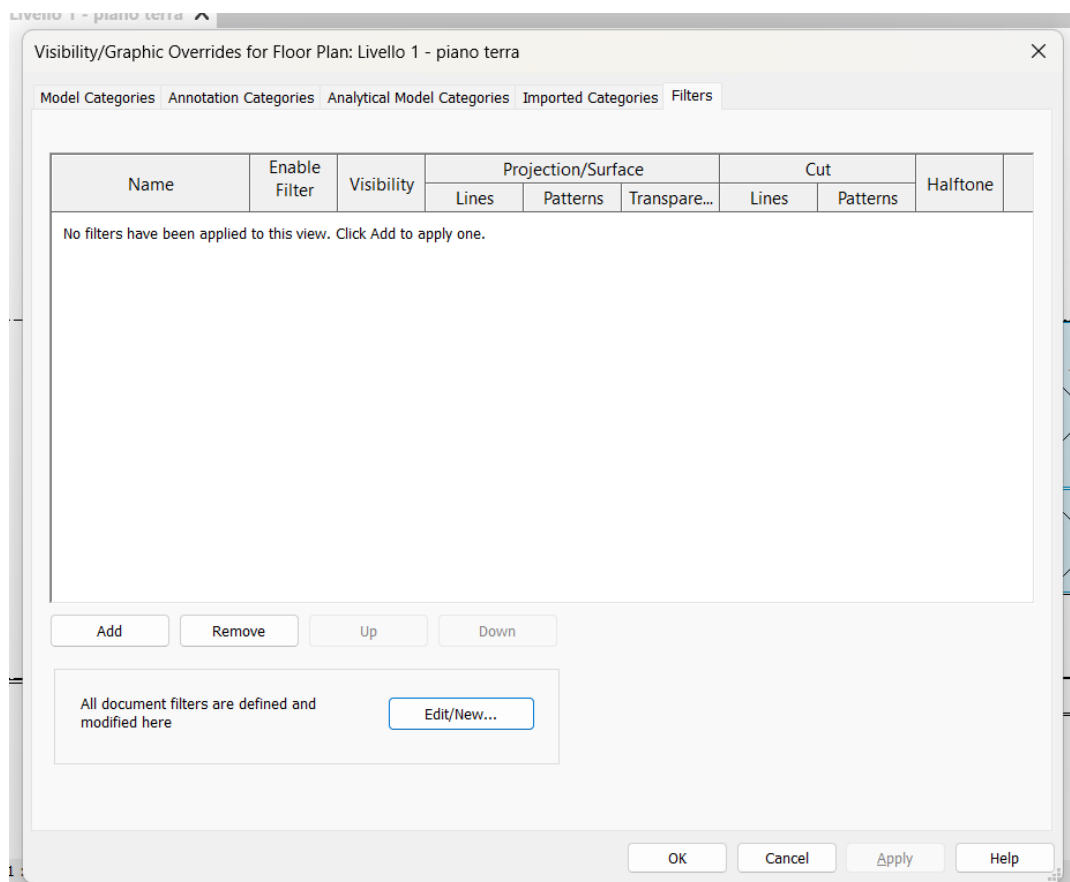 Livello 1 - piano terra
Visibility/Graphic Overrides for Floor Plan: Livello 1 - piano terra
Model Categories Annotation Categories Analytical Model Categories Imported Categories Filters
Name Enable Filter Visibility Projection/Surface Cut Halftone
Lines Patterns Transpare... Lines Patterns
No filters have been applied to this view. Click Add to apply one.
Add Remove Up Down
All document filters are defined and
modified here
Edit/New...
OK Cancel Apply Help
1 :